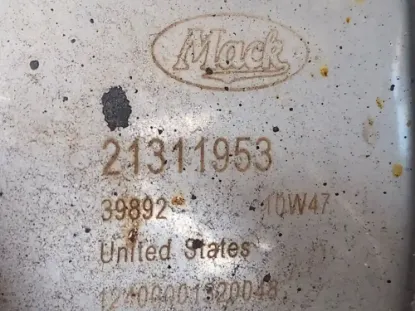 Mack
21311953
39892 10W47
United States